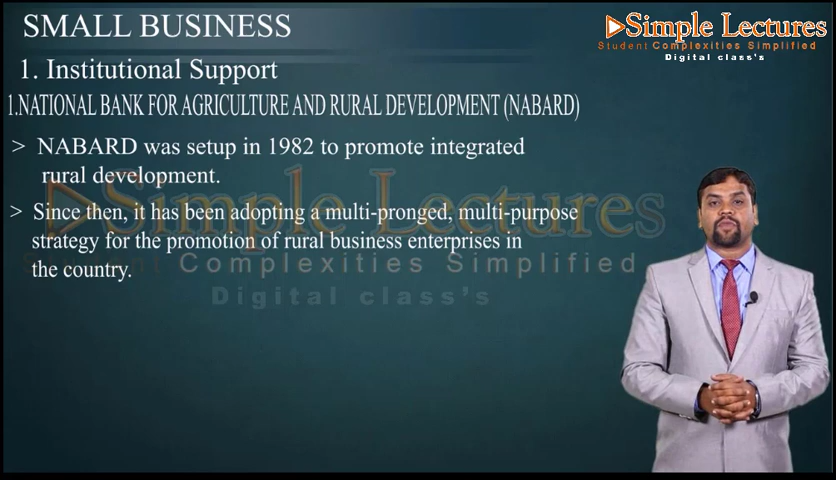 SMALL BUSINESS
Simple Lectures
Student Complexities Simplified
Digital class's
1. Institutional Support
1.NATIONAL BANK FOR AGRICULTURE AND RURAL DEVELOPMENT (NABARD)
> NABARD was setup in 1982 to promote integrated
rural development.
> Since then, it has been adopting a multi-pronged, multi-purpose
strategy for the promotion of rural business enterprises in
the country.
Simple Lectures
Student Complexities Simplified
Digital class's